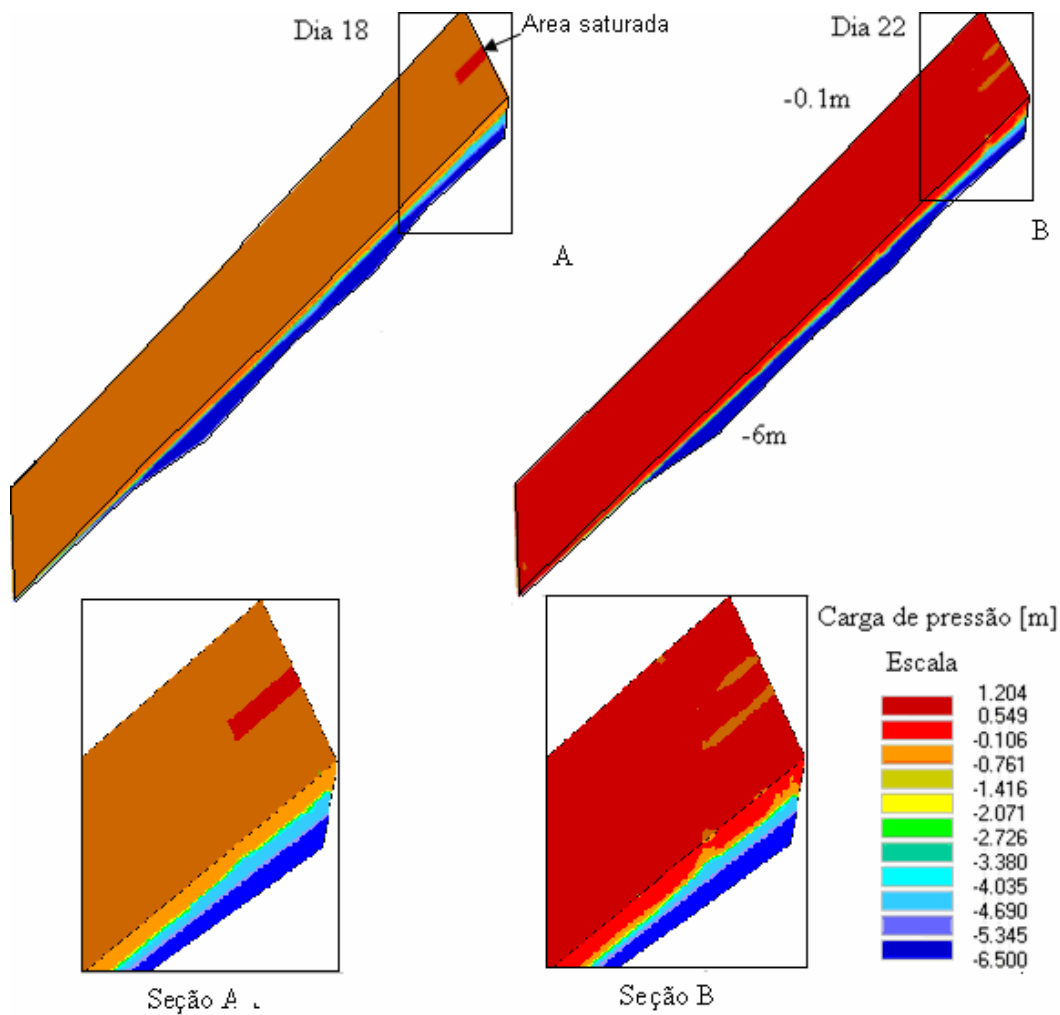 Dia 18
Area saturada
Dia 22
-0.1m
A
B
-6m
Carga de pressão [m]
Escala
1.204
0.549
-0.106
-0.761
-1.416
-2.071
-2.726
-3.380
-4.035
-4.690
-5.345
-6.500
Seção A
Seção B